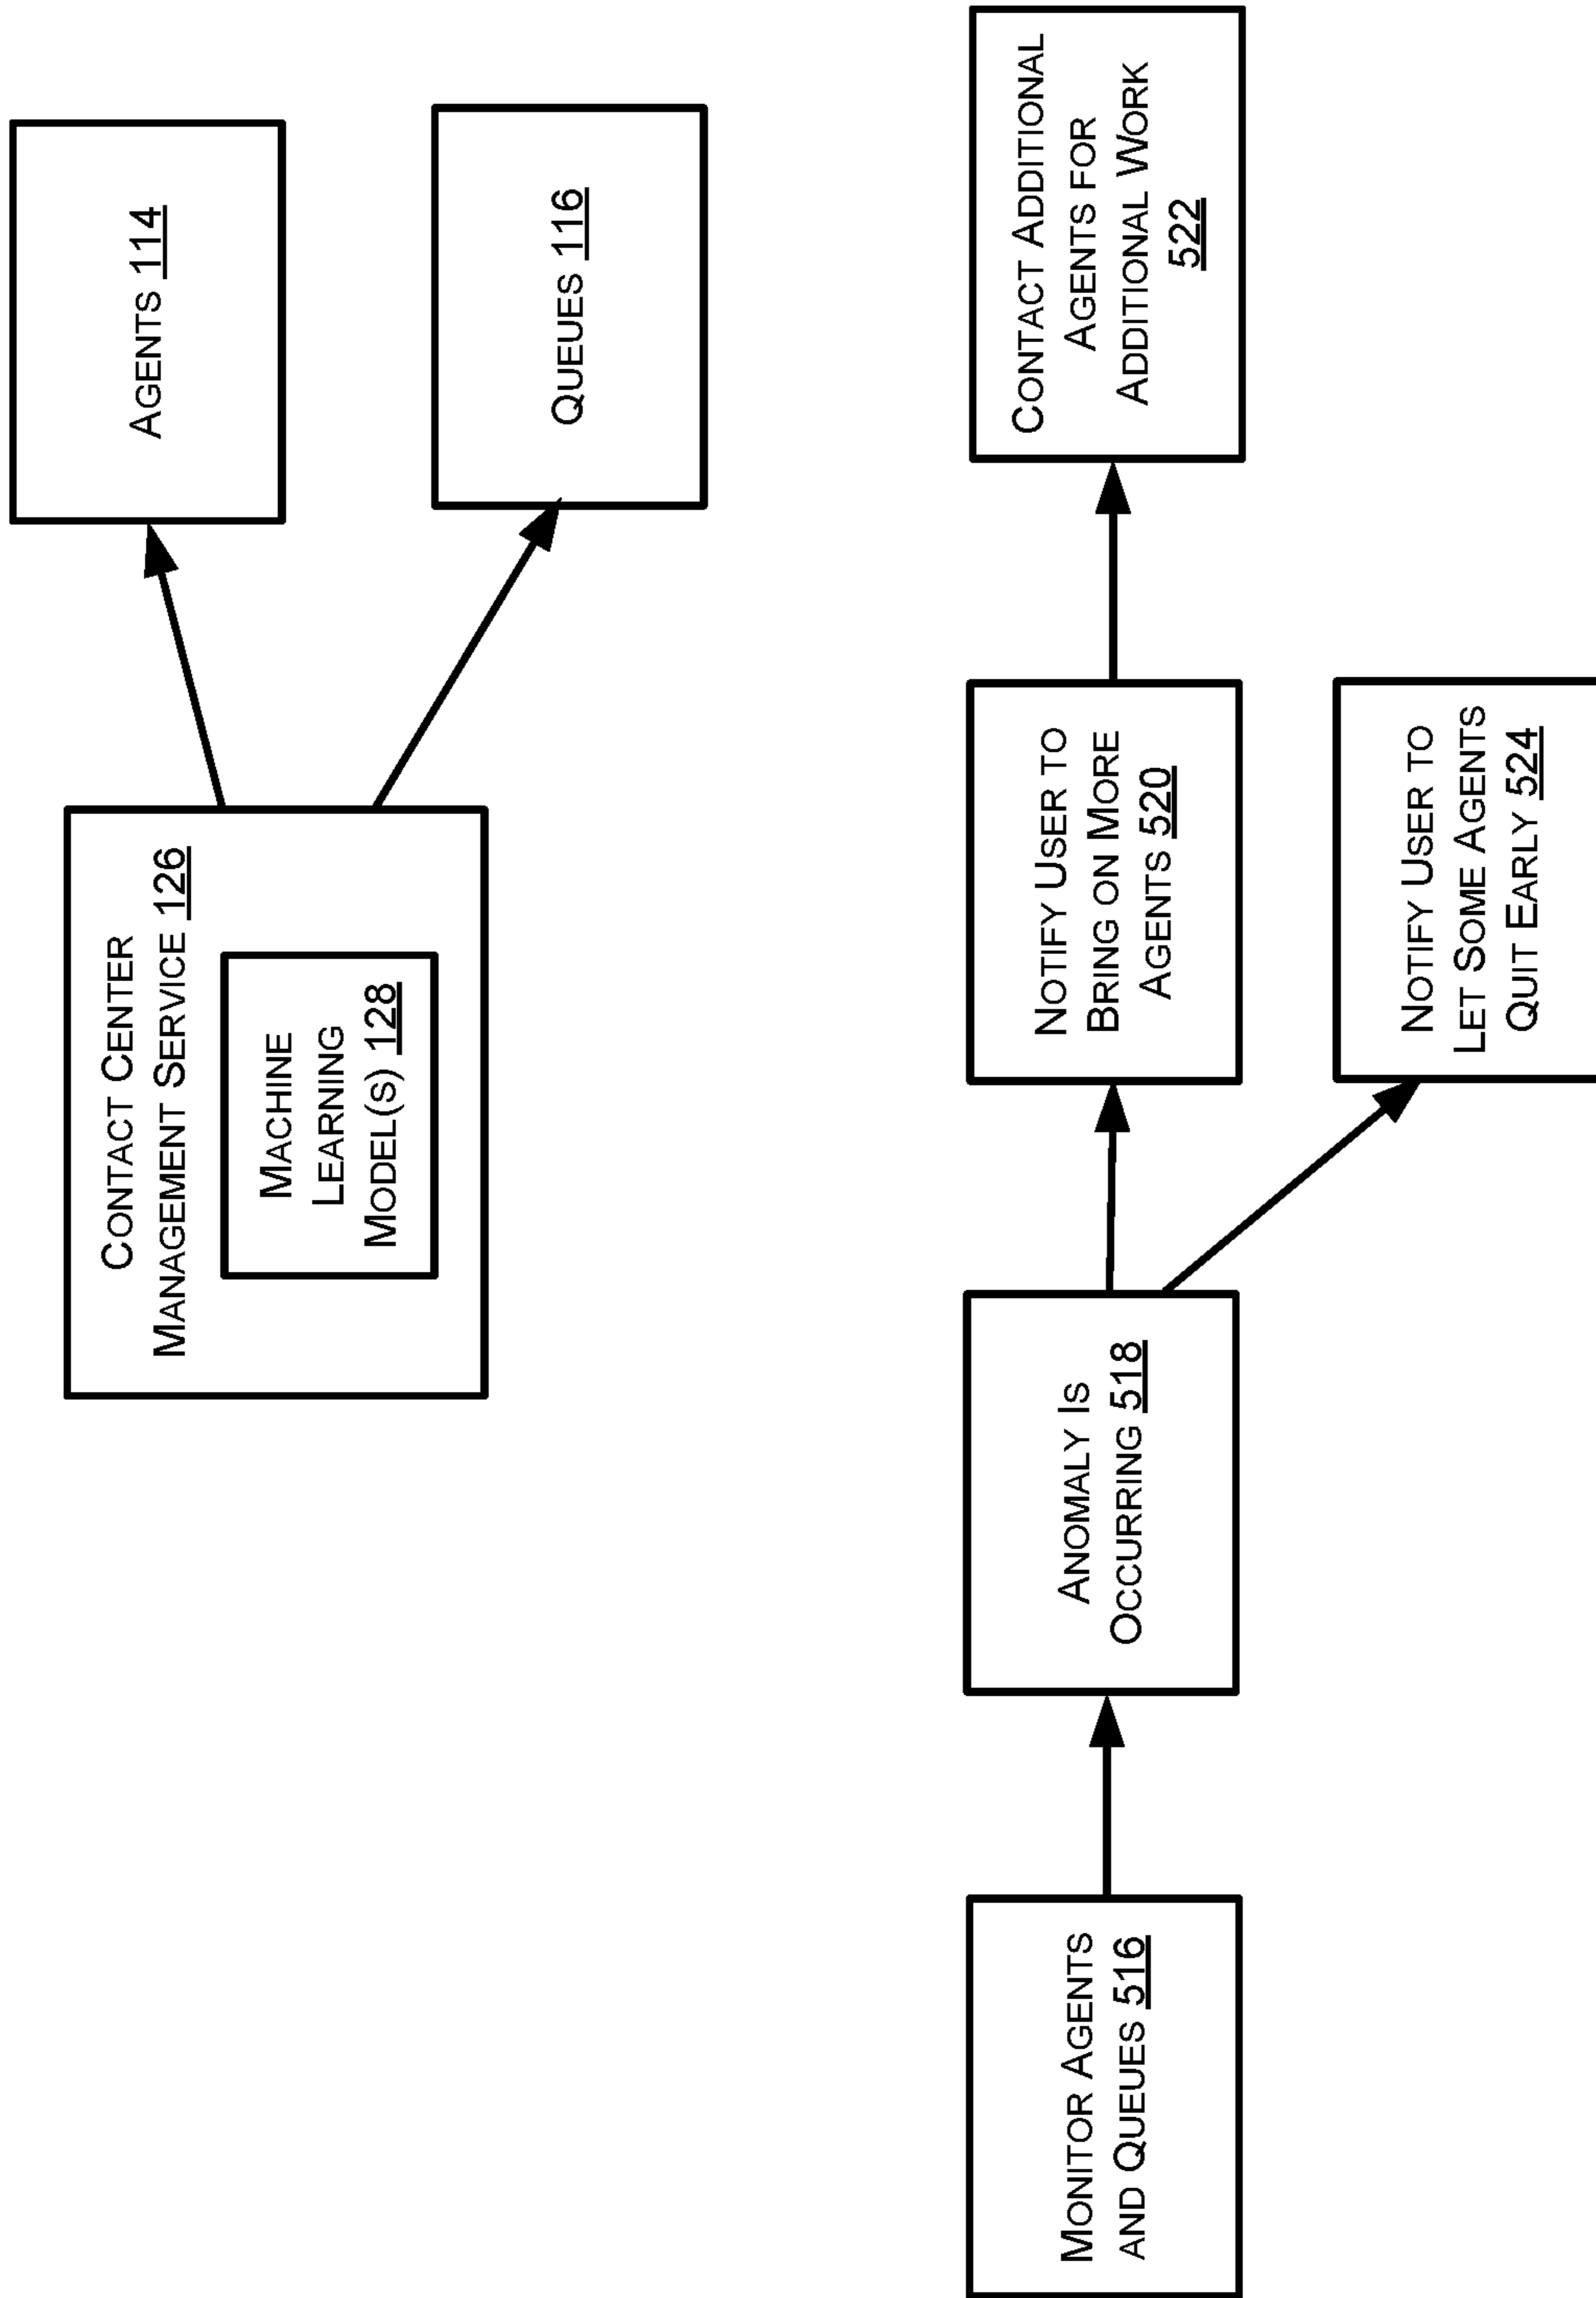 CONTACT CENTER
MANAGEMENT SERVICE 126
MACHINE
LEARNING
MODEL(S) 128
AGENTS 114
QUEUES 116
MONITOR AGENTS
AND QUEUES 516
ANOMALY IS
OCCURRING 518
NOTIFY USER TO
BRING ON MORE
AGENTS 520
CONTACT ADDITIONAL
AGENTS FOR
ADDITIONAL WORK
522
NOTIFY USER TO
LET SOME AGENTS
QUIT EARLY 524